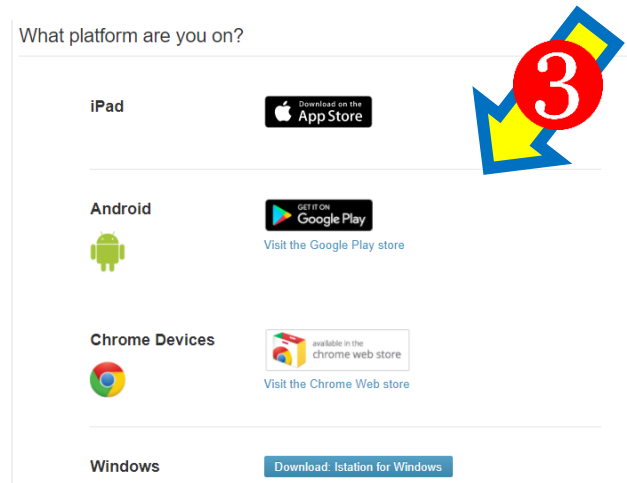 What platform are you on?
3
iPad
Download on the
App Store
Android
GET IT ON
Google Play
Visit the Google Play store
Chrome Devices
available in the
chrome web store
Visit the Chrome Web store
Windows
Download: Istation for Windows